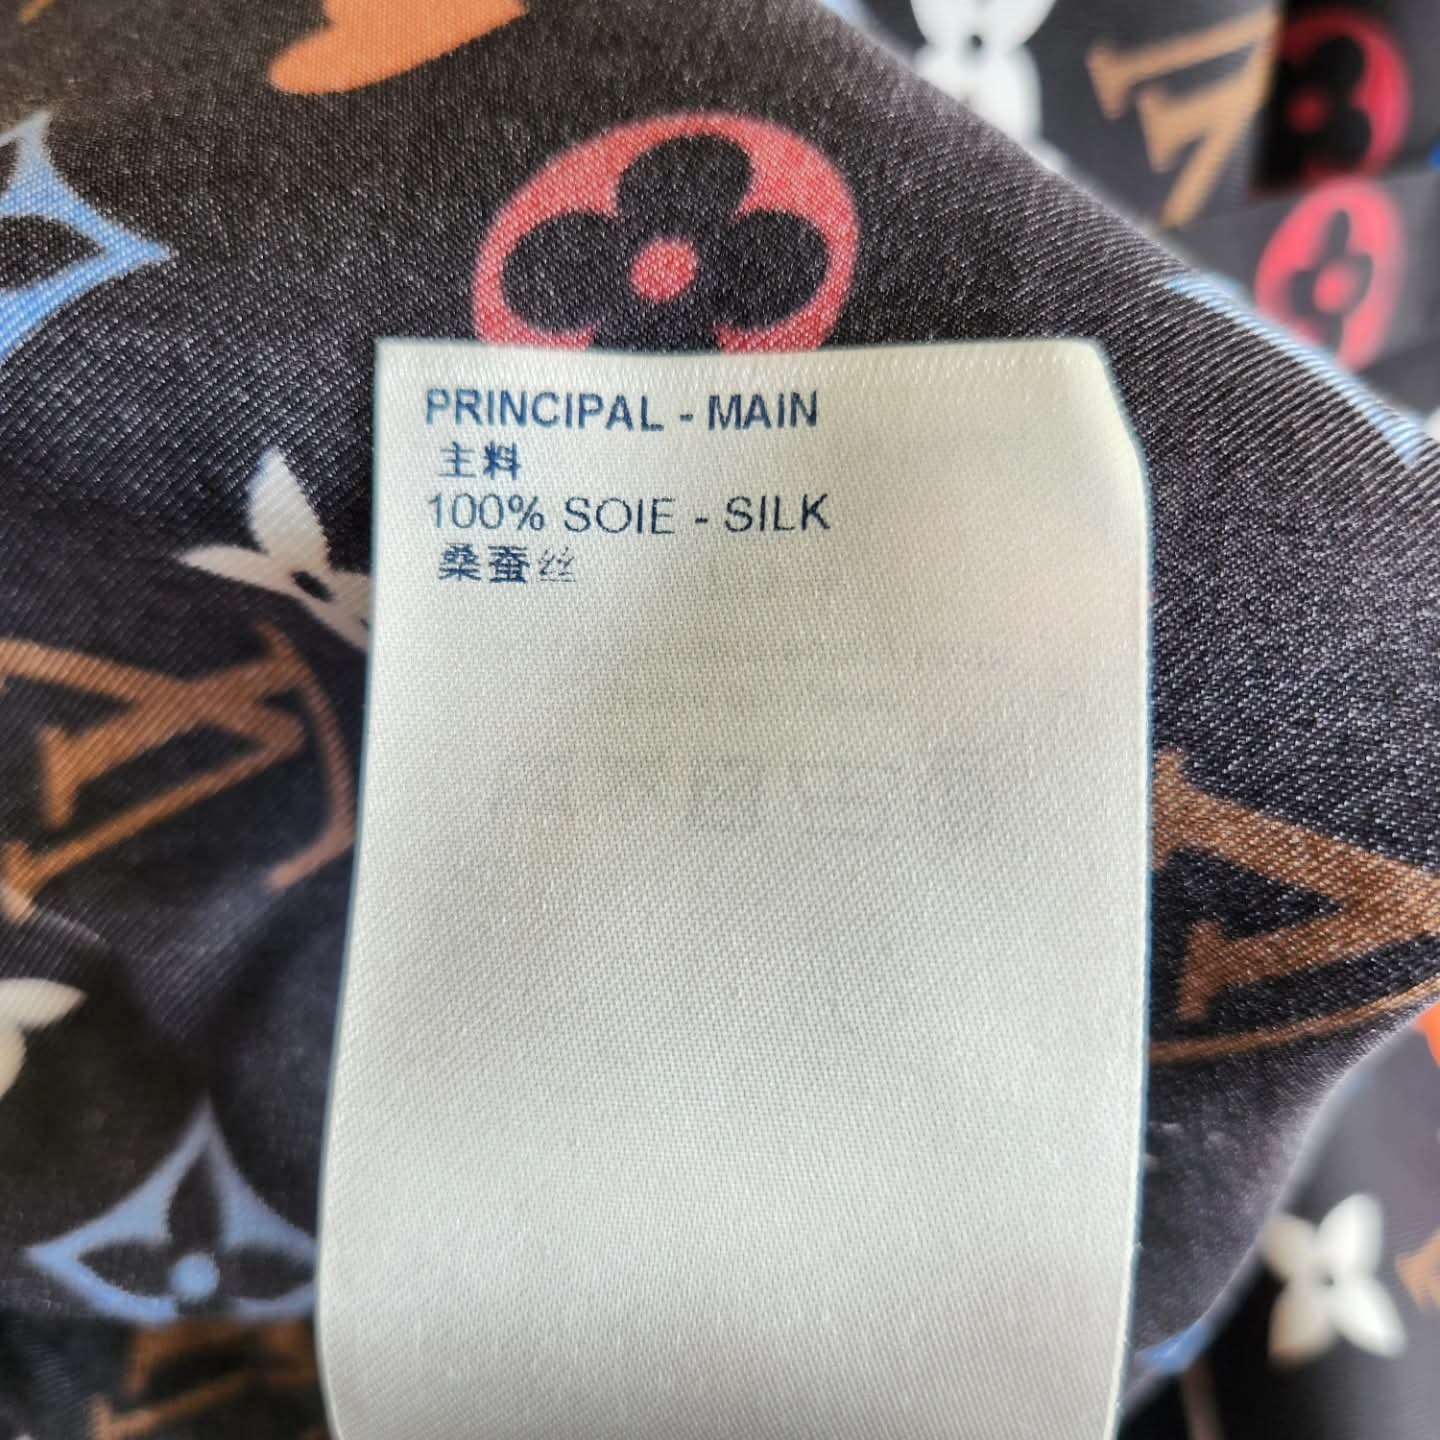 PRINCIPAL - MAIN
主料
100% SOIE - SILK
桑蚕丝